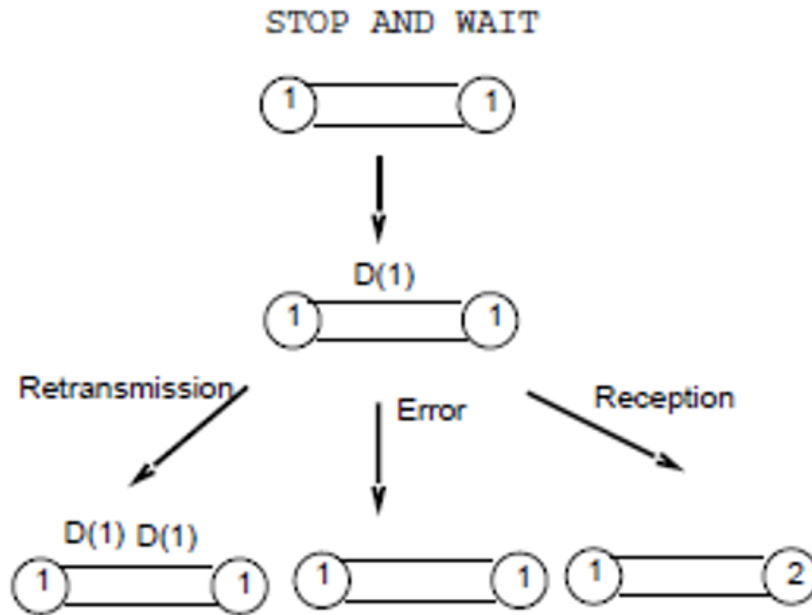 STOP AND WAIT
1 1
D(1)
1 1
Retransmission Error Reception
D(1) D(1)
1 1 1 1 1 2